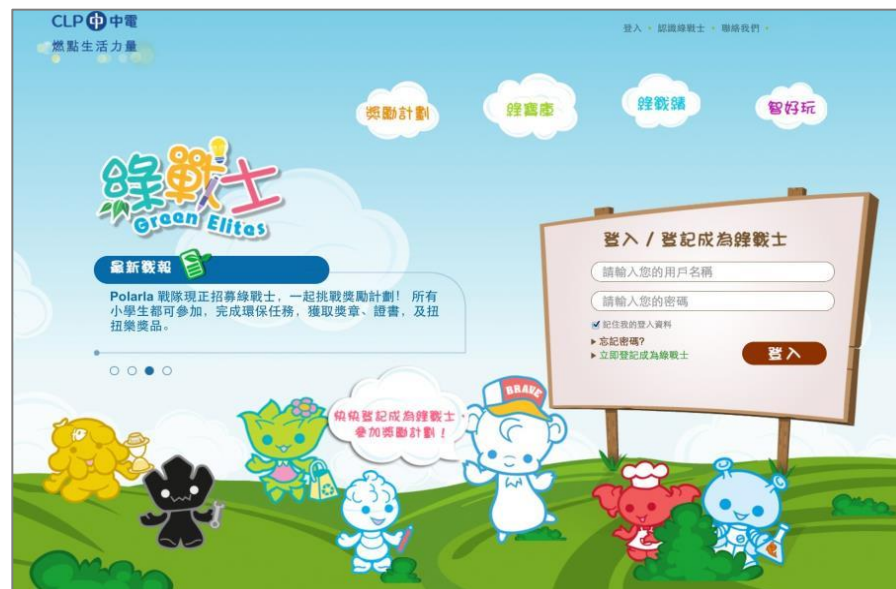 CLP 中 中電
燃點生活力量
登入 · 認識綠戰士 · 聯絡我們 ·
獎勵計劃
綠寶庫
綠戰績
智好玩
綠戰士
Green Elites
登入 / 登記成為綠戰士
最新戰報
請輸入您的用戶名稱
Polarla 戰隊現正招募綠戰士，一起挑戰獎勵計劃！ 所有
小學生都可參加，完成環保任務，獲取獎章、證書，及扭
扭樂獎品。
請輸入您的密碼
記住我的登入資料
忘記密碼?
立即登記成為綠戰士
登入
BRAVE
快快登記成為綠戰士，
參加獎勵計劃！